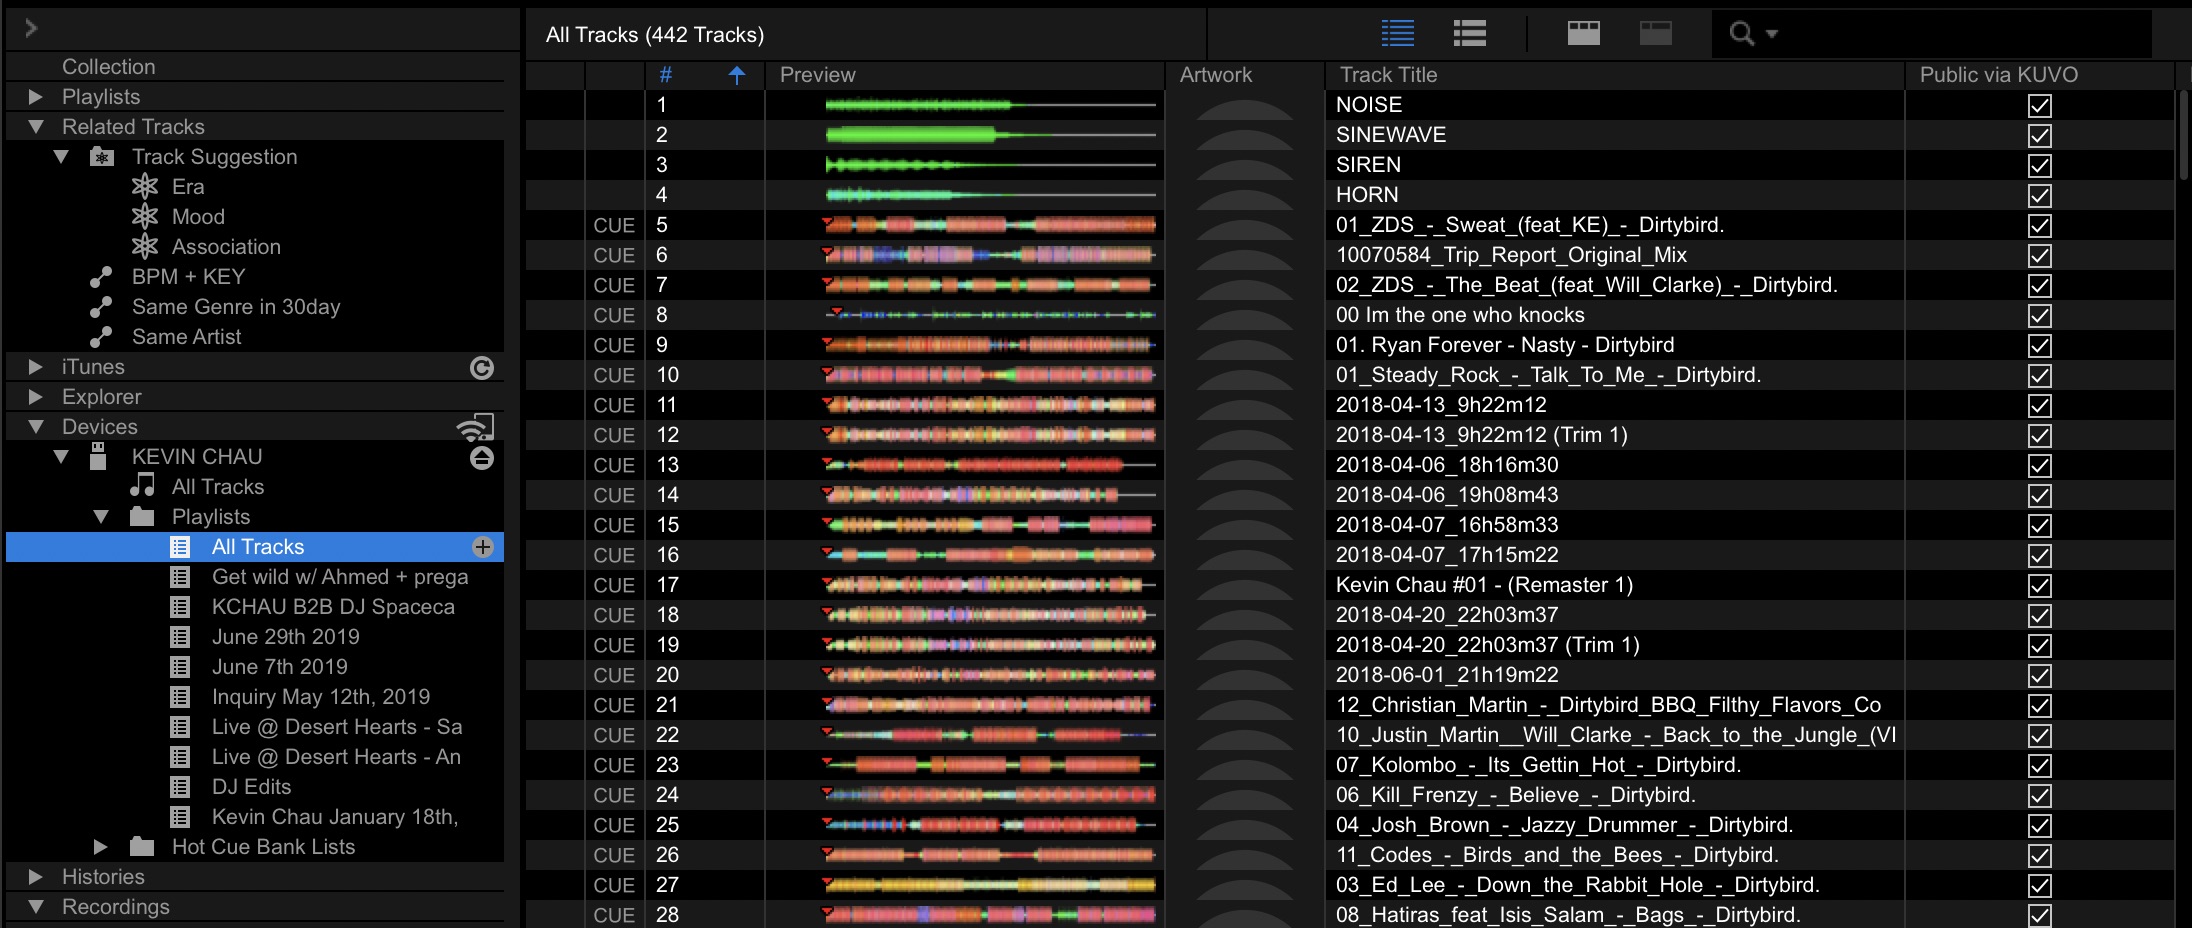 All Tracks (442 Tracks)
Collection
Playlists
Related Tracks
Track Suggestion
Era
Mood
Association
BPM + KEY
Same Genre in 30day
Same Artist
iTunes
Explorer
Devices
KEVIN CHAU
All Tracks
Playlists
All Tracks
Get wild w/ Ahmed + prega
KCHAU B2B DJ Spaceca
June 29th 2019
June 7th 2019
Inquiry May 12th, 2019
Live @ Desert Hearts - Sa
Live @ Desert Hearts - An
DJ Edits
Kevin Chau January 18th,
Hot Cue Bank Lists
Histories
Recordings
# Preview Artwork Track Title Public via KUVO
1 NOISE
2 SINEWAVE
3 SIREN
4 HORN
CUE 5 01_ZDS_-_Sweat_(feat_KE)_-_Dirtybird.
CUE 6 10070584_Trip_Report_Original_Mix
CUE 7 02_ZDS_-_The_Beat_(feat_Will_Clarke)_-_Dirtybird.
CUE 8 00 Im the one who knocks
CUE 9 01. Ryan Forever - Nasty - Dirtybird
CUE 10 01_Steady_Rock_-_Talk_To_Me_-_Dirtybird.
CUE 11 2018-04-13_9h22m12
CUE 12 2018-04-13_9h22m12 (Trim 1)
CUE 13 2018-04-06_18h16m30
CUE 14 2018-04-06_19h08m43
CUE 15 2018-04-07_16h58m33
CUE 16 2018-04-07_17h15m22
CUE 17 Kevin Chau #01 - (Remaster 1)
CUE 18 2018-04-20_22h03m37
CUE 19 2018-04-20_22h03m37 (Trim 1)
CUE 20 2018-06-01_21h19m22
CUE 21 12_Christian_Martin_-_Dirtybird_BBQ_Filthy_Flavors_Co
CUE 22 10_Justin_Martin__Will_Clarke_-_Back_to_the_Jungle_(VI
CUE 23 07_Kolombo_-_Its_Gettin_Hot_-_Dirtybird.
CUE 24 06_Kill_Frenzy_-_Believe_-_Dirtybird.
CUE 25 04_Josh_Brown_-_Jazzy_Drummer_-_Dirtybird.
CUE 26 11_Codes_-_Birds_and_the_Bees_-_Dirtybird.
CUE 27 03_Ed_Lee_-_Down_the_Rabbit_Hole_-_Dirtybird.
CUE 28 08_Hatiras_feat_Isis_Salam_-_Bags_-_Dirtybird.